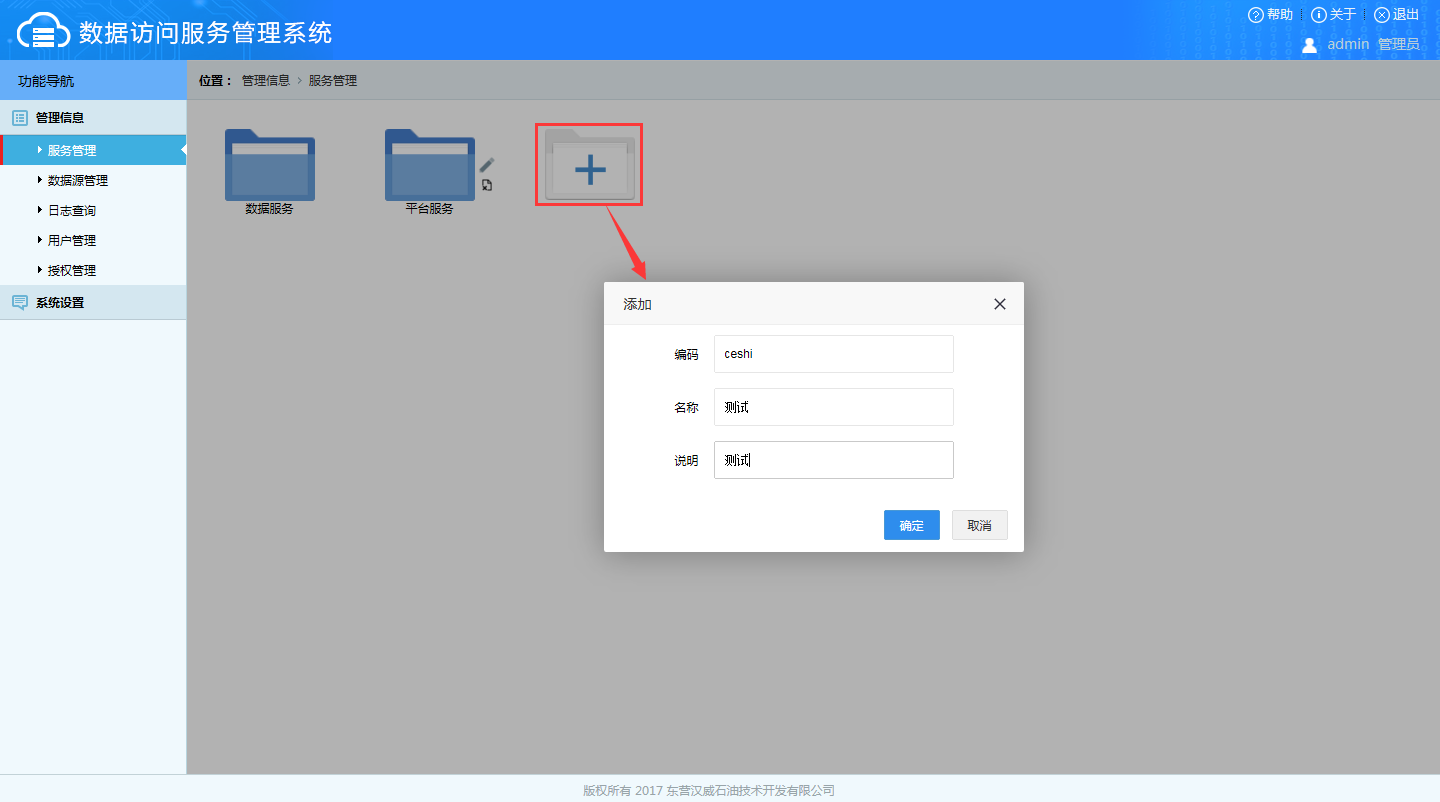 数据访问服务管理系统
帮助 关于 退出
admin 管理员
功能导航
位置： 管理信息 > 服务管理
管理信息
服务管理
数据源管理
日志查询
用户管理
授权管理
系统设置
数据服务 平台服务
添加
编码 ceshi
名称 测试
说明 测试
确定 取消
版权所有 2017 东营汉威石油技术开发有限公司